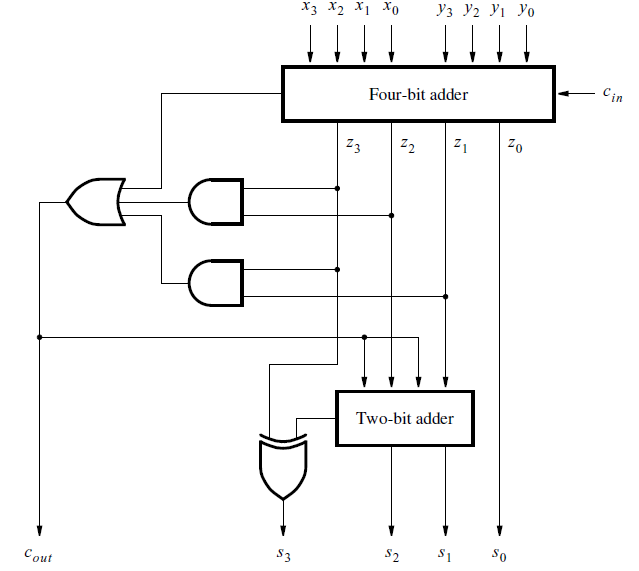 x3 x2 x1 x0 y3 y2 y1 y0
Four-bit adder
cin
z3 z2 z1 z0
Two-bit adder
cout s3 s2 s1 s0